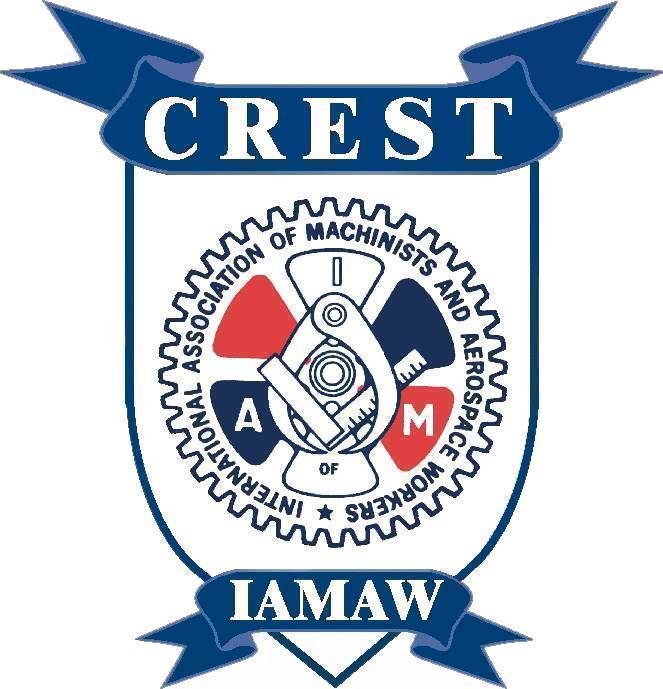 CREST
INTERNATIONAL ASSOCIATION OF MACHINISTS AND AEROSPACE WORKERS ★
I
A
M
OF
IAMAW